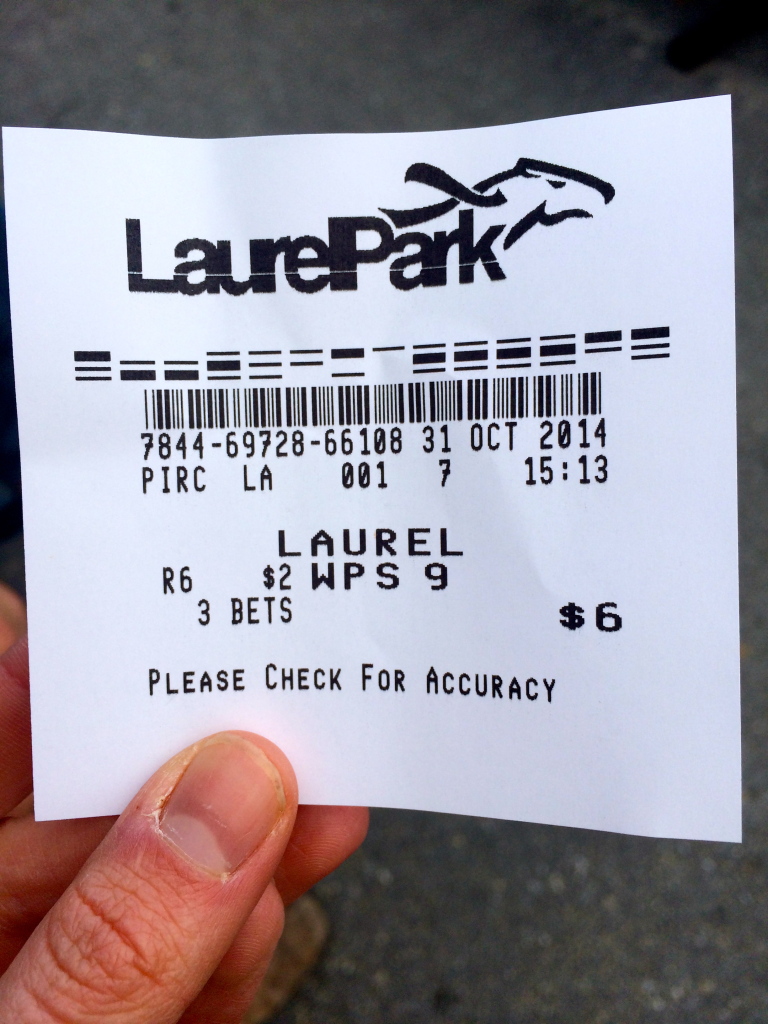 LaurelPark
7844-69728-66108 31 OCT 2014
PIRC LA 001 7 15:13
LAUREL
R6 $2 WPS 9
3 BETS $6
PLEASE CHECK FOR ACCURACY